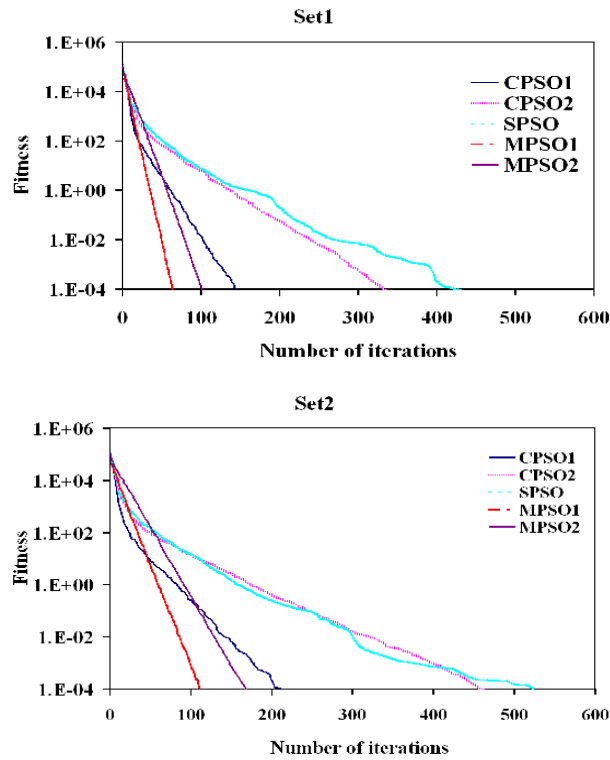 Set1
1.E+06
1.E+04
1.E+02
1.E+00
1.E-02
1.E-04
Fitness
CPSO1
CPSO2
SPSO
MPSO1
MPSO2
0 100 200 300 400 500 600
Number of iterctions
Set2
1.E+06
1.E+04
1.E+02
1.E+00
1.E-02
1.E-04
Fitness
CPSO1
CPSO2
SPSO
MPSO1
MPSO2
0 100 200 300 400 500 600
Number of iterctions